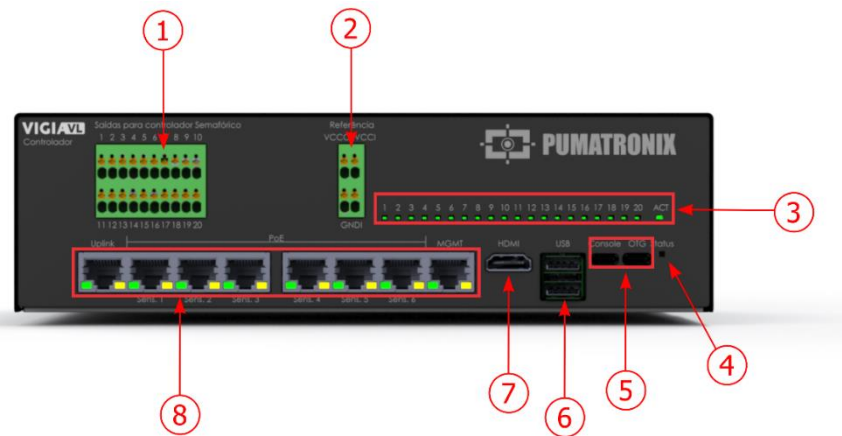 1
2
VIGIA VL
Controlador
Saídas para controlador Semafórico
1 2 3 4 5 6 7 8 9 10
11 12 13 14 15 16 17 18 19 20
Referência
VCCO VCCI
GNDI
PUMATRONIX
1 2 3 4 5 6 7 8 9 10 11 12 13 14 15 16 17 18 19 20 ACT
3
Uplink PoE MGMT HDMI USB Console OTG Status
Sens. 1 Sens. 2 Sens. 3 Sens. 4 Sens. 5 Sens. 6
4
5
6
7
8